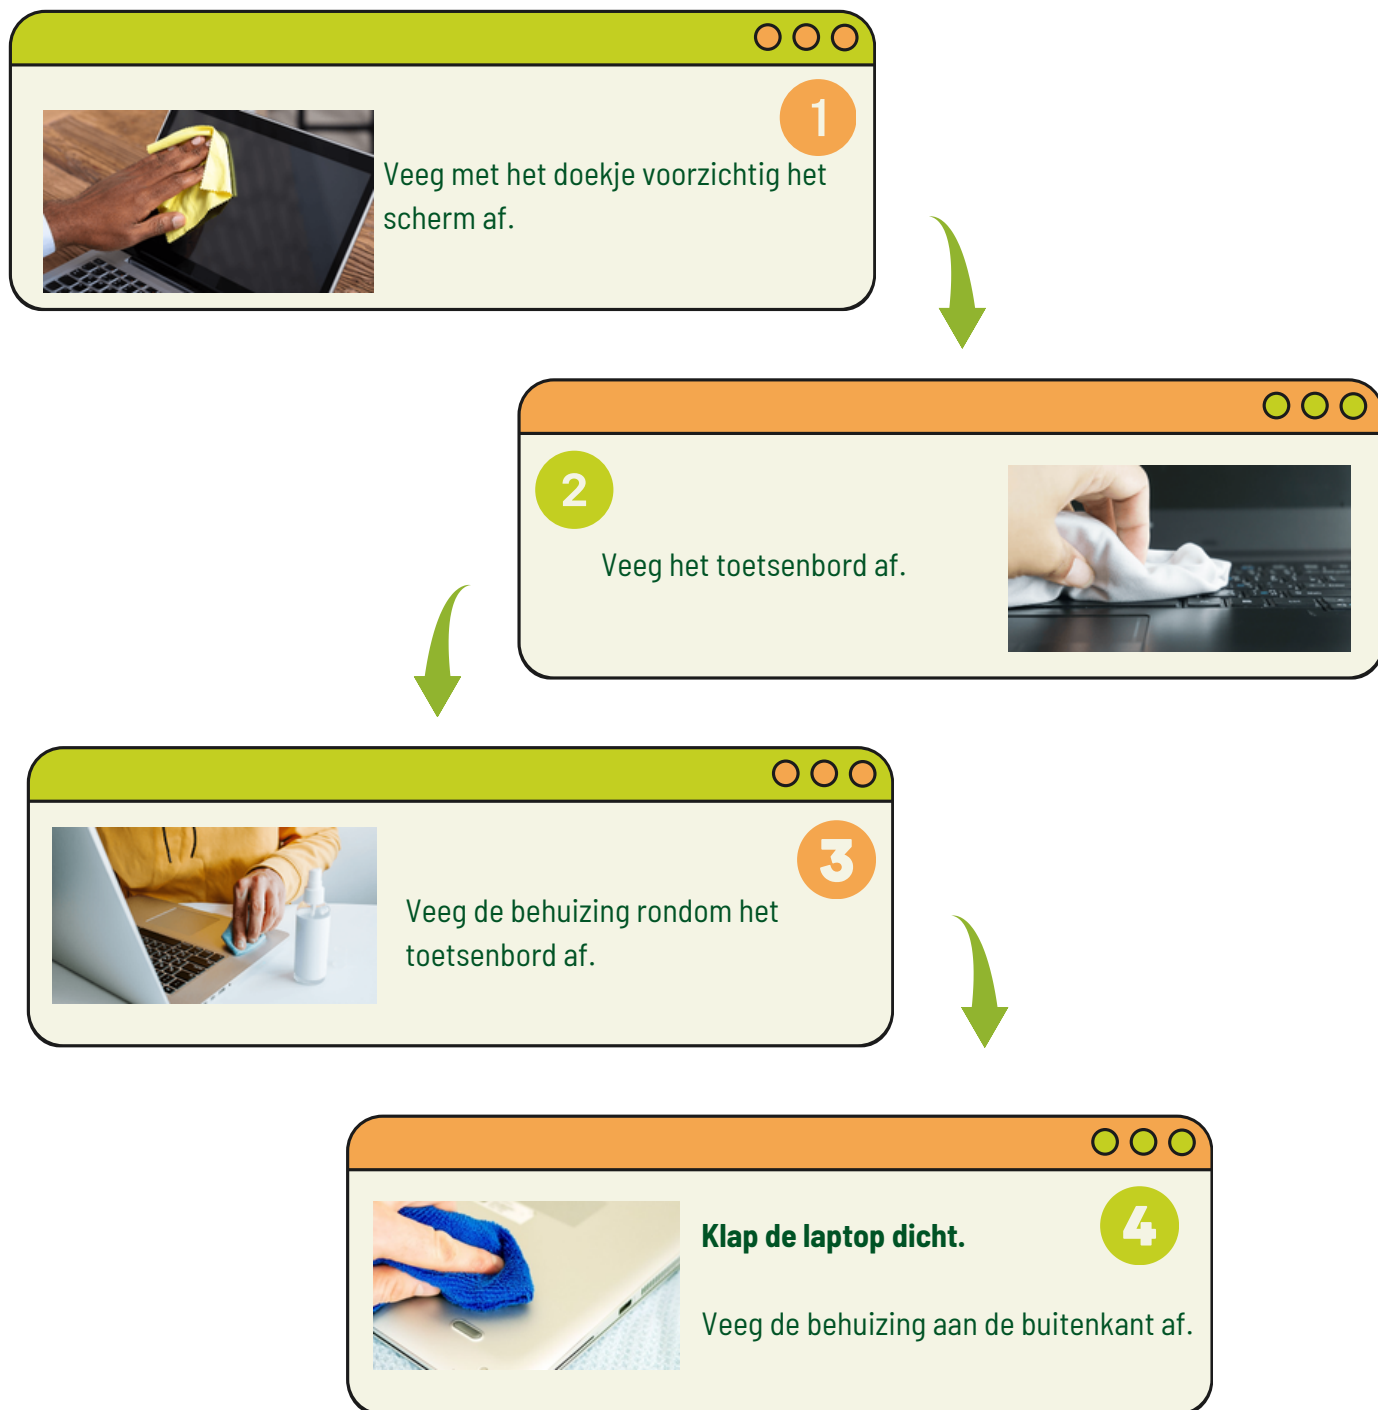 1
Veeg met het doekje voorzichtig het
scherm af.
2
Veeg het toetsenbord af.
3
Veeg de behuizing rondom het
toetsenbord af.
4
Klap de laptop dicht.
Veeg de behuizing aan de buitenkant af.